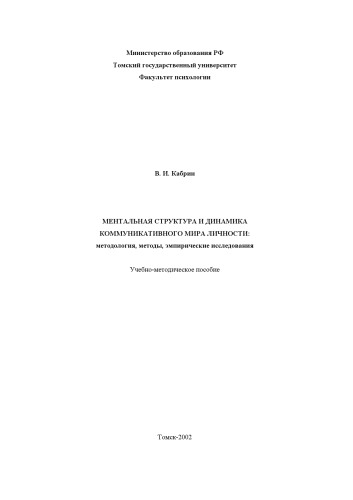 Министерство образования РФ
Томский государственный университет
Факультет психологии
В. И. Кабрин
МЕНТАЛЬНАЯ СТРУКТУРА И ДИНАМИКА
КОММУНИКАТИВНОГО МИРА ЛИЧНОСТИ:
методология, методы, эмпирические исследования
Учебно-методическое пособие
Томск-2002